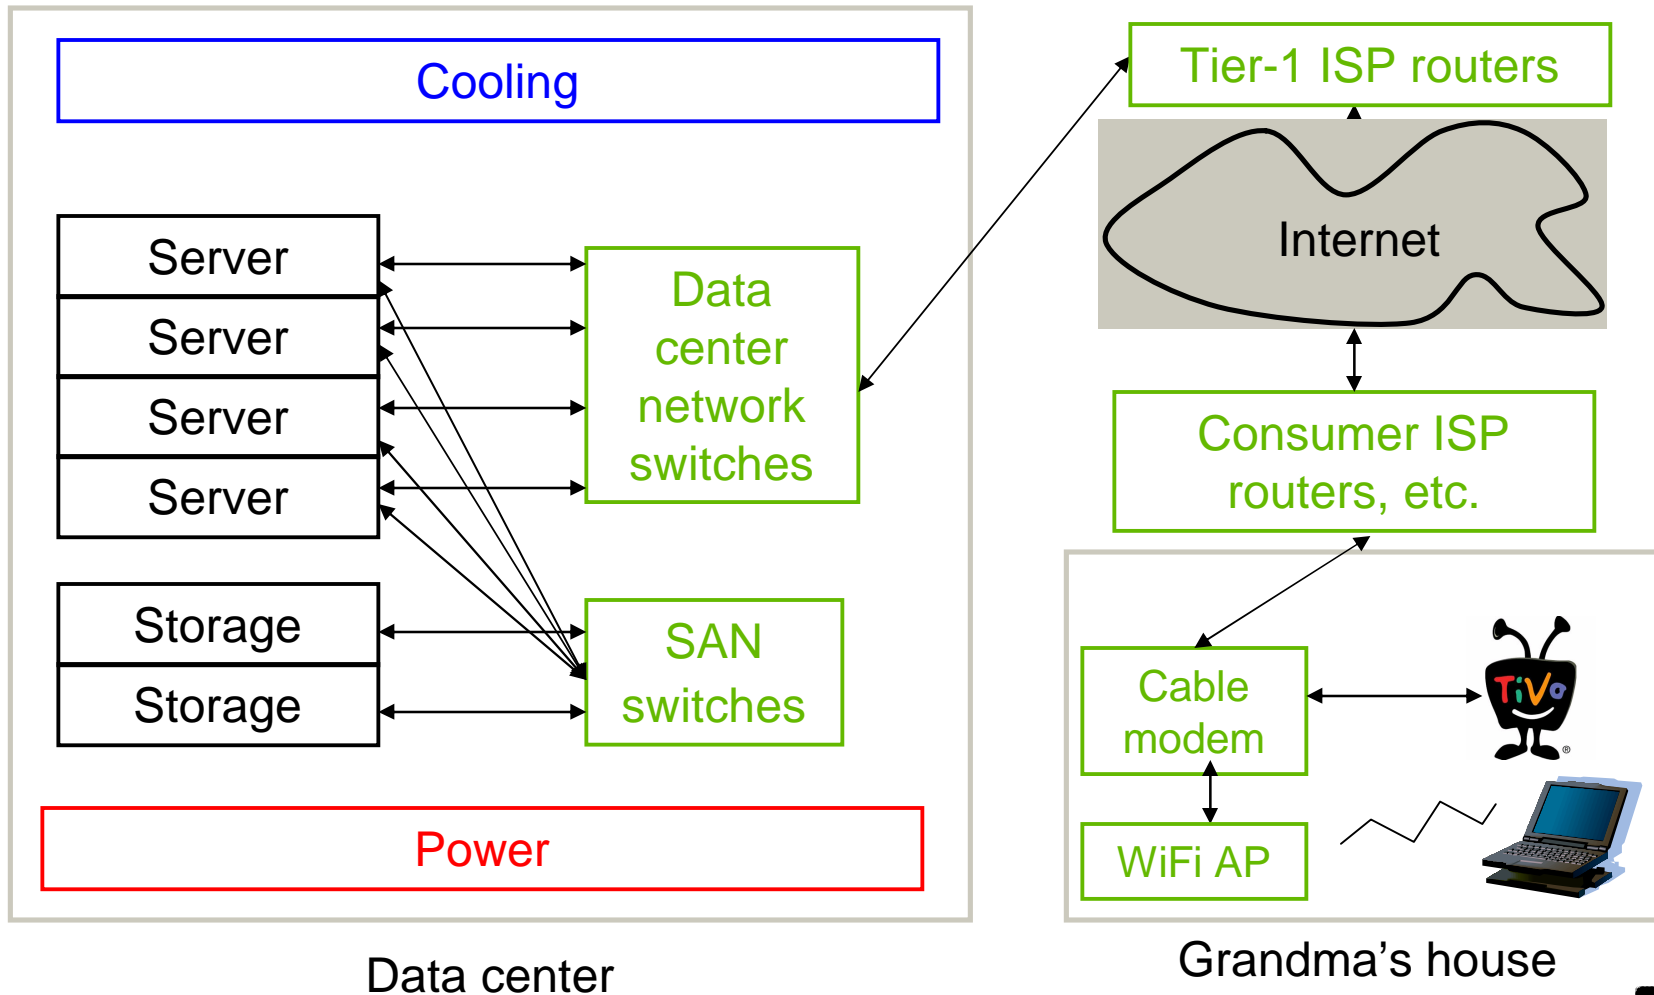 Cooling
Server
Server
Server
Server
Data
center
network
switches
Storage
Storage
SAN
switches
Power
Data center
Tier-1 ISP routers
Internet
Consumer ISP
routers, etc.
Cable
modem
TiVo
®
WiFi AP
Grandma’s house